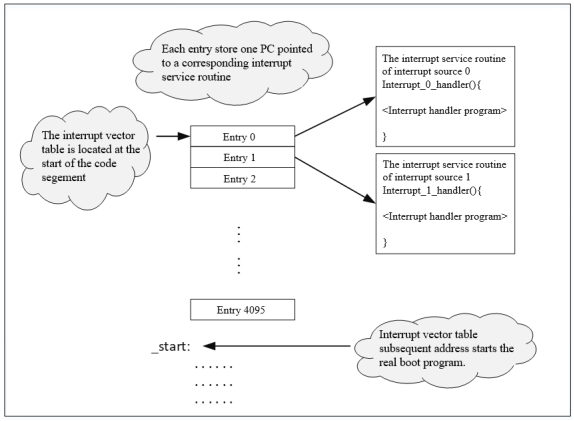 Each entry store one PC pointed
to a corresponding interrupt
service routine
The interrupt service routine
of interrupt source 0
Interrupt_0_handler(){
<Interrupt handler program>
}
The interrupt vector
table is located at the
start of the code
segement
Entry 0
Entry 1
Entry 2
The interrupt service routine
of interrupt source 1
Interrupt_1_handler(){
<Interrupt handler program>
}
Entry 4095
_start:
......
......
......
Interrupt vector table
subsequent address starts the
real boot program.